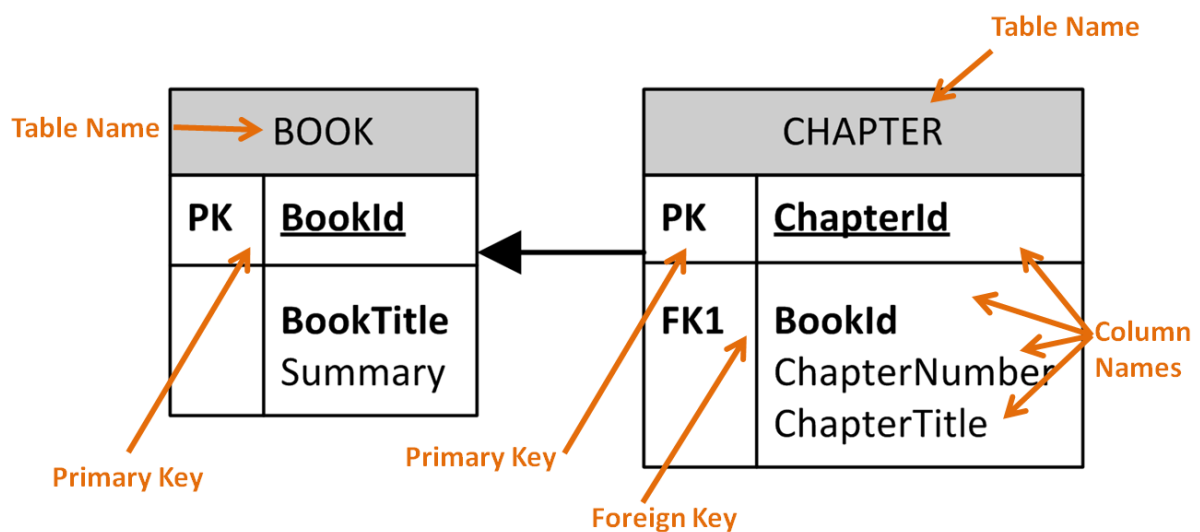 Table Name
Table Name
BOOK
CHAPTER
PK
BookId
PK
ChapterId
BookTitle
Summary
FK1
BookId
ChapterNumber
ChapterTitle
Column
Names
Primary Key
Primary Key
Foreign Key